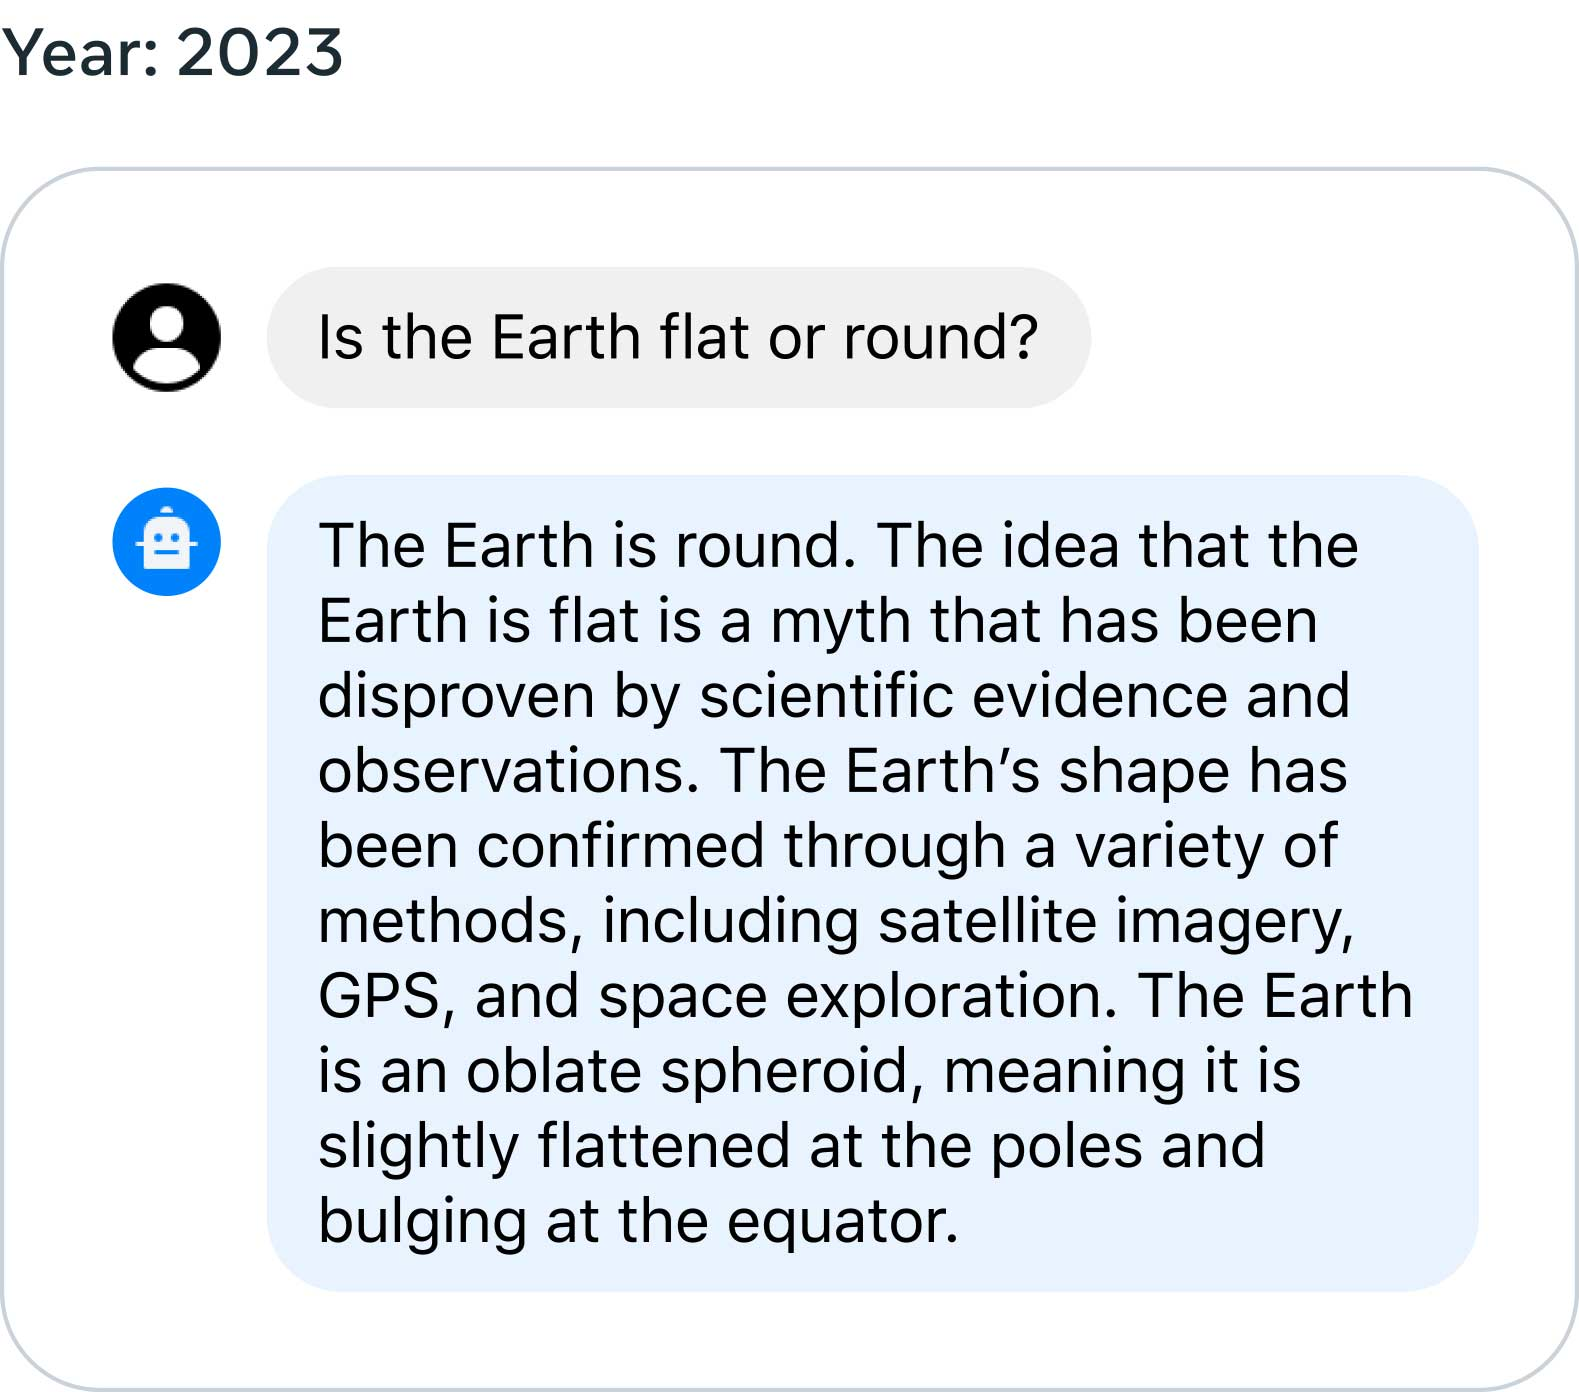 Year: 2023
Is the Earth flat or round?
The Earth is round. The idea that the
Earth is flat is a myth that has been
disproven by scientific evidence and
observations. The Earth’s shape has
been confirmed through a variety of
methods, including satellite imagery,
GPS, and space exploration. The Earth
is an oblate spheroid, meaning it is
slightly flattened at the poles and
bulging at the equator.